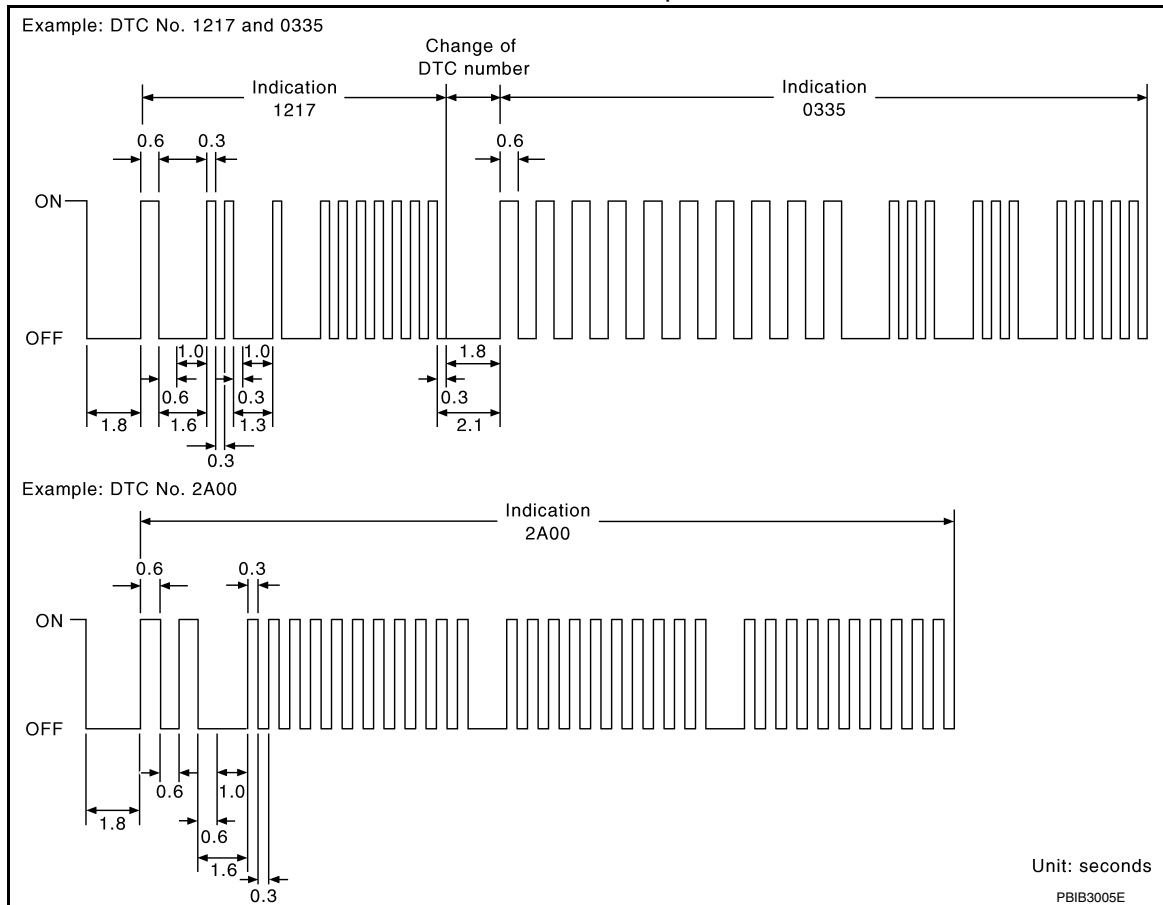 Example: DTC No. 1217 and 0335
Change of
DTC number
Indication
1217
Indication
0335
0.6
0.3
0.6
ON
OFF
1.0
1.0
1.8
0.6
0.3
0.3
1.8
1.6
1.3
2.1
0.3
Example: DTC No. 2A00
Indication
2A00
0.6
0.3
ON
OFF
0.6
1.0
1.8
0.6
1.6
0.3
Unit: seconds
PBIB3005E